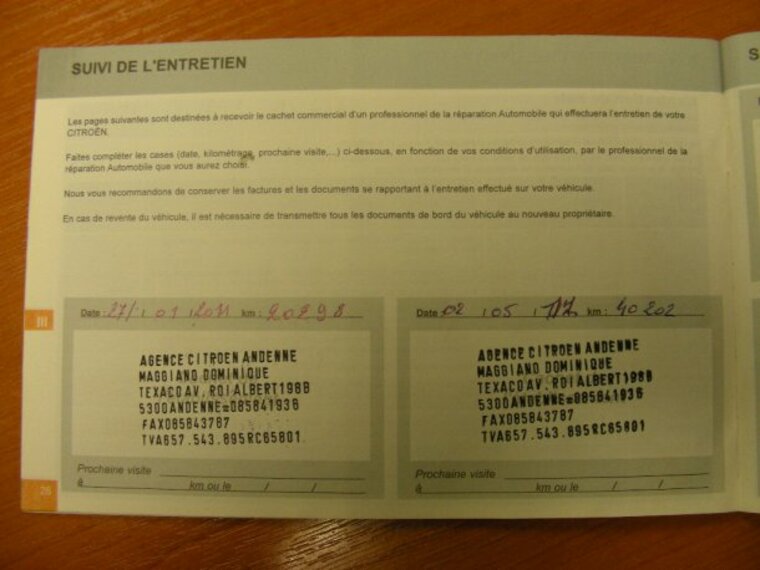 SUIVI DE L'ENTRETIEN
S
Les pages suivantes sont destinées à recevoir le cachet commercial d'un professionnel de la réparation Automobile qui effectuera l'entretien de votre
CITROËN.
Faites compléter les cases (date, kilométrage, prochaine visite,...) ci-dessous, en fonction de vos conditions d'utilisation, par le professionnel de la
réparation Automobile que vous aurez choisi.
Nous vous recommandons de conserver les factures et les documents se rapportant à l'entretien effectué sur votre véhicule.
En cas de revente du véhicule, il est nécessaire de transmettre tous les documents de bord du véhicule au nouveau propriétaire.
III
Date : 27 / 01 / 2011 km : 20298
AGENCE CITROEN ANDENNE
MAGGIANO DOMINIQUE
TEXACO AV. ROI ALBERT 198B
5300 ANDENNE=085841936
FAX085843787
TVA657.543.895RC65801
Prochaine visite
à km ou le / /
Date 02 / 05 / 12 km : 40202
AGENCE CITROEN ANDENNE
MAGGIANO DOMINIQUE
TEXACO AV. ROI ALBERT 198B
5300 ANDENNE=085841936
FAX085843787
TVA657.543.895RC65801
Prochaine visite
à km ou le / /
26